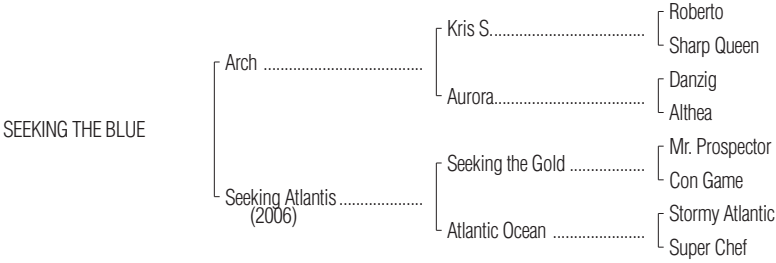 Roberto
Kris S.......................................
Sharp Queen
Arch ......................................
Danzig
Aurora....................................
Althea
SEEKING THE BLUE
Mr. Prospector
Seeking the Gold ..................
Con Game
Seeking Atlantis ....................
(2006)
Stormy Atlantic
Atlantic Ocean ......................
Super Chef